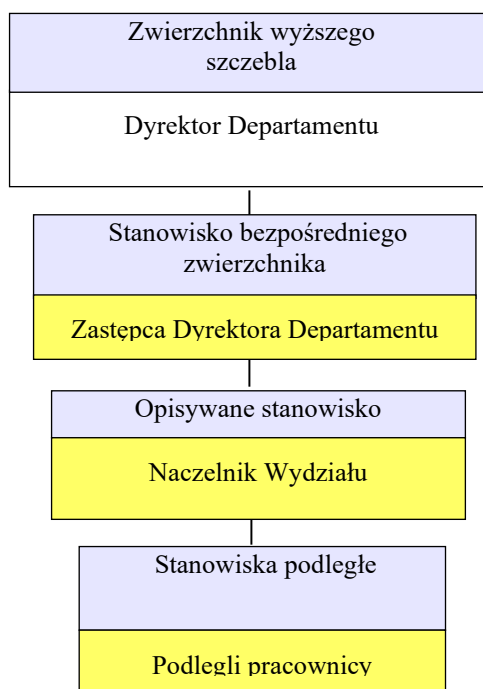 Zwierzchnik wyższego
szczebla
Dyrektor Departamentu
Stanowisko bezpośredniego
zwierzchnika
Zastępca Dyrektora Departamentu
Opisywane stanowisko
Naczelnik Wydziału
Stanowiska podległe
Podlegli pracownicy